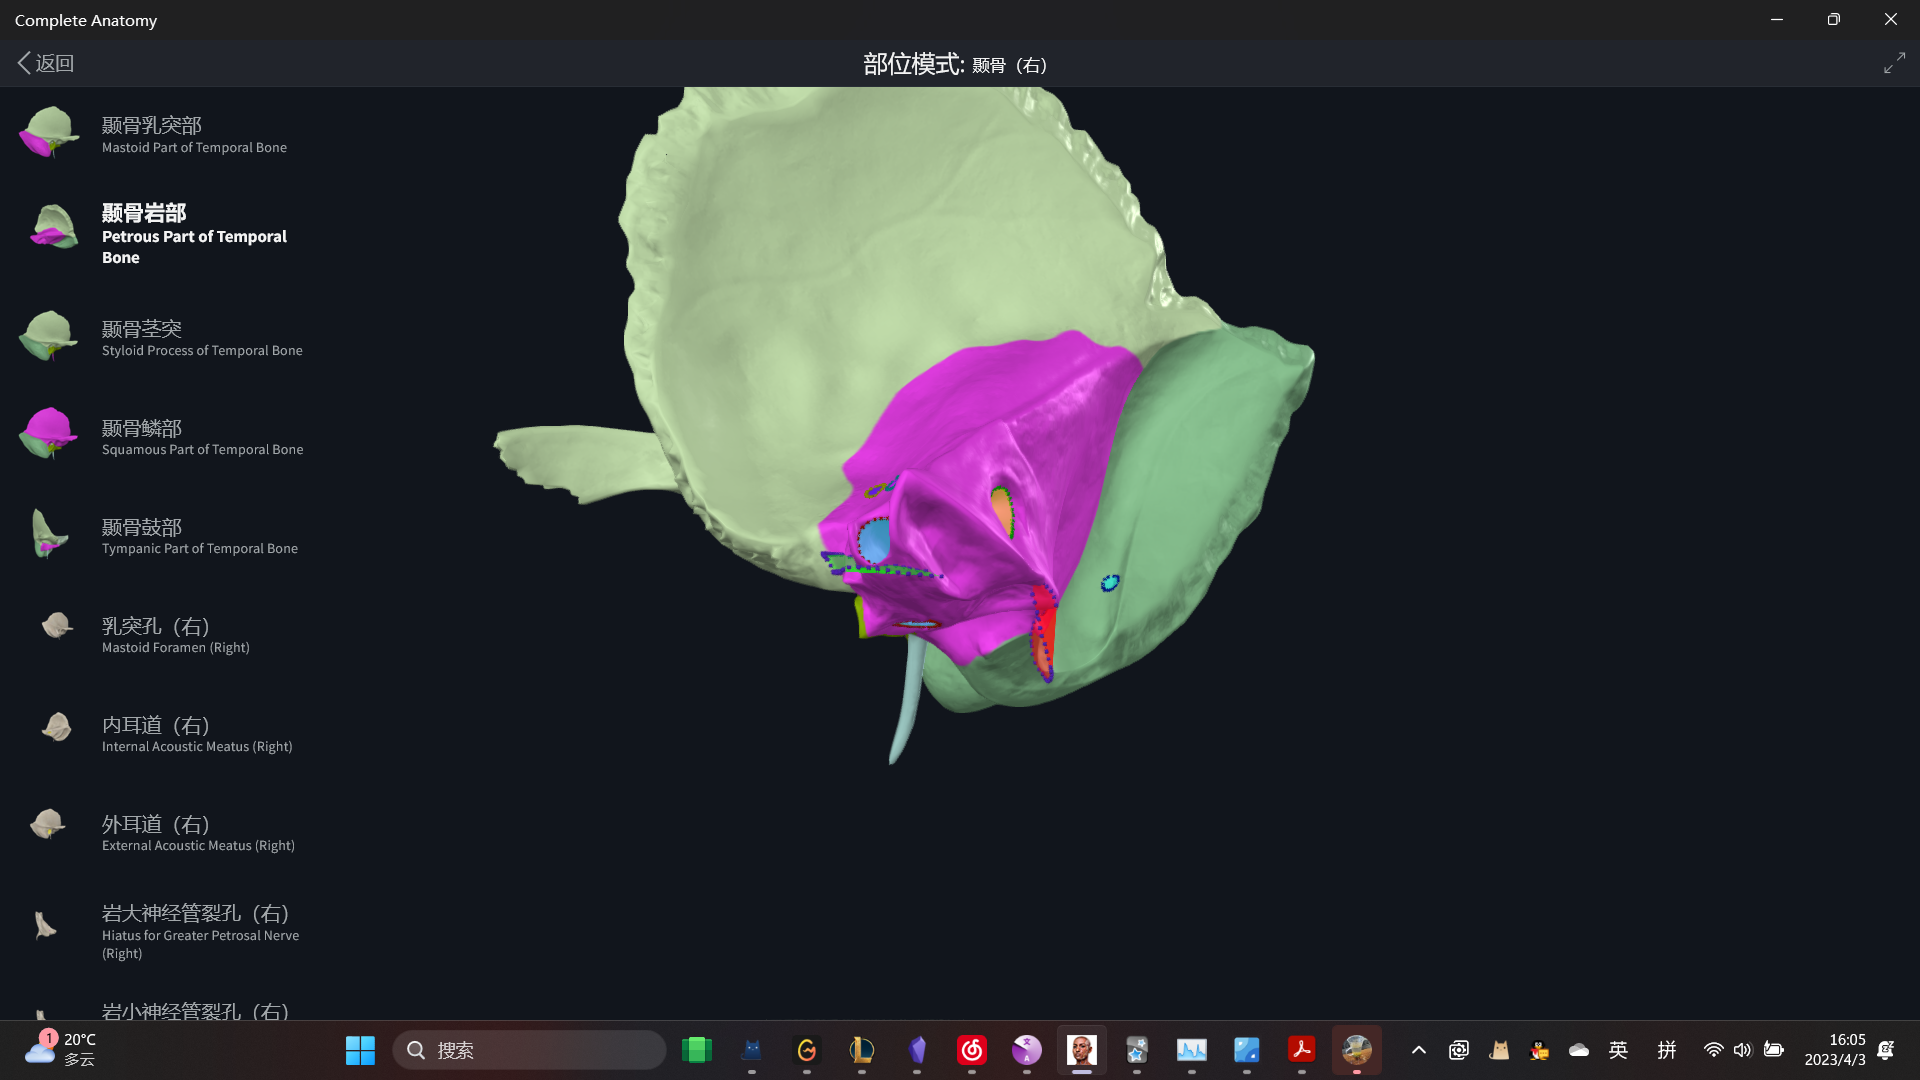 Complete Anatomy
返回
部位模式: 颞骨（右）
颞骨乳突部
Mastoid Part of Temporal Bone
颞骨岩部
Petrous Part of Temporal
Bone
颞骨茎突
Styloid Process of Temporal Bone
颞骨鳞部
Squamous Part of Temporal Bone
颞骨鼓部
Tympanic Part of Temporal Bone
乳突孔（右）
Mastoid Foramen (Right)
内耳道（右）
Internal Acoustic Meatus (Right)
外耳道（右）
External Acoustic Meatus (Right)
岩大神经管裂孔（右）
Hiatus for Greater Petrosal Nerve
(Right)
岩小神经管裂孔（右）
1
20°C
多云
搜索
英
拼
16:05
2023/4/3